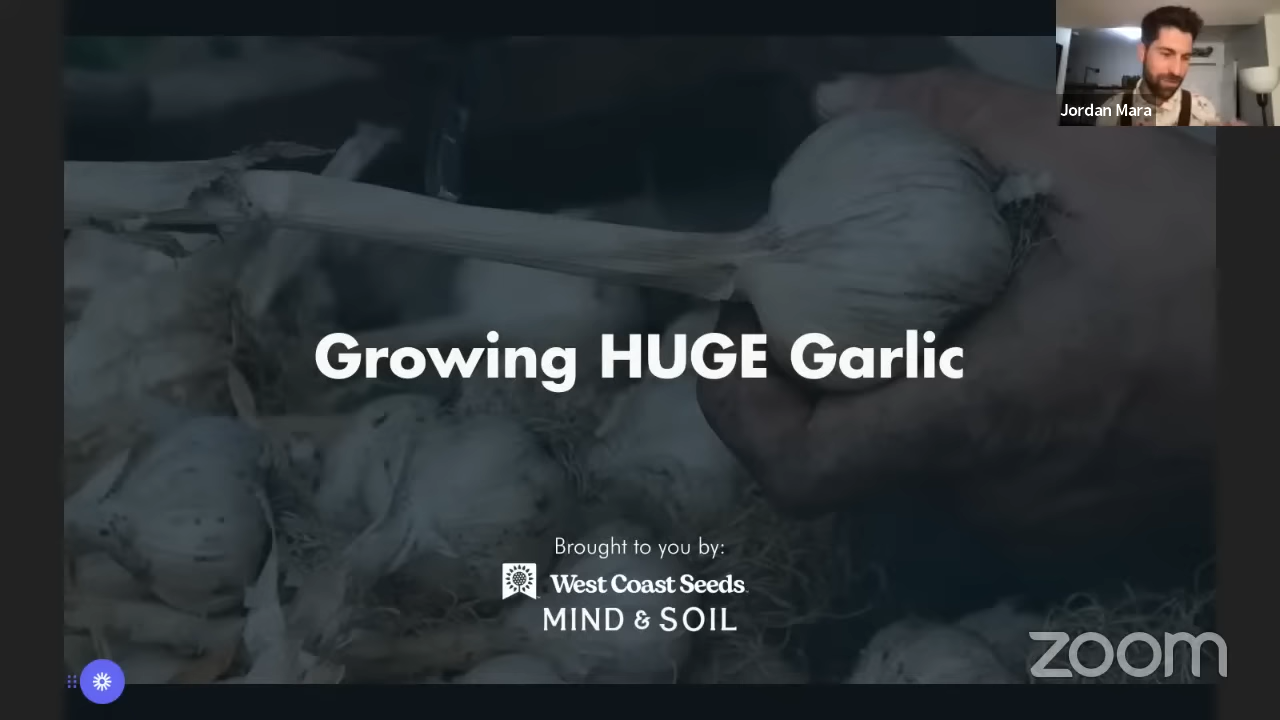 Jordan Mara
Growing HUGE Garlic
Brought to you by:
West Coast Seeds
MIND & SOIL
zoom